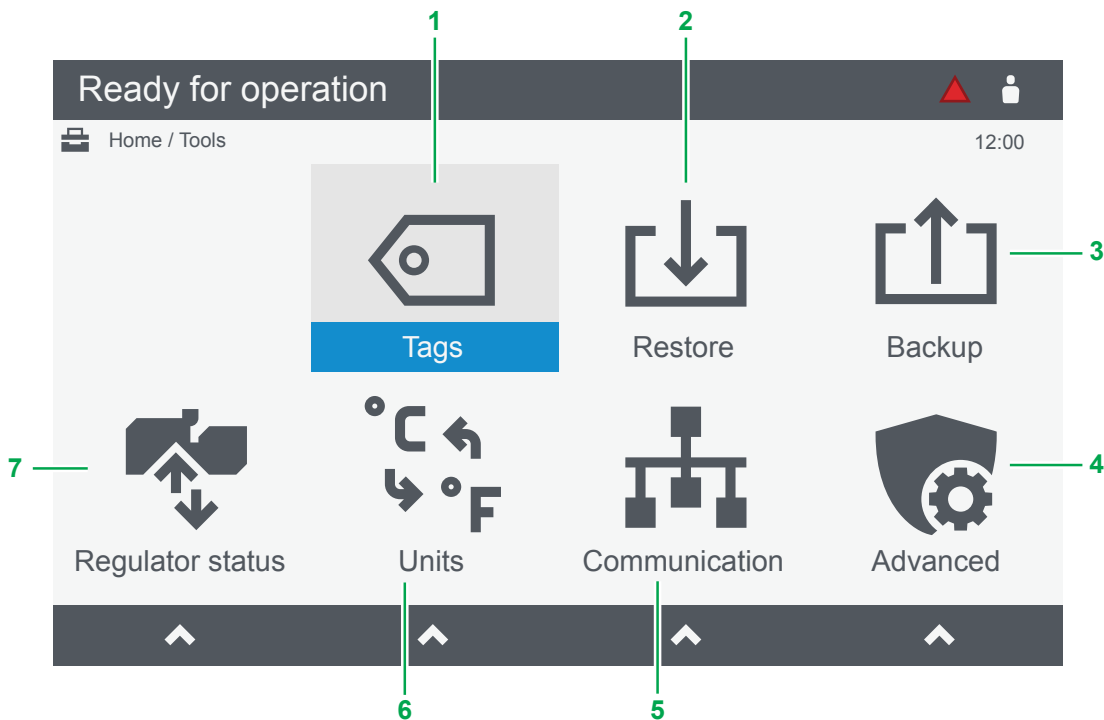 1 2
Ready for operation
Home / Tools 12:00
3
Tags Restore Backup
°C
°F
7 4
Regulator status Units Communication Advanced
6 5